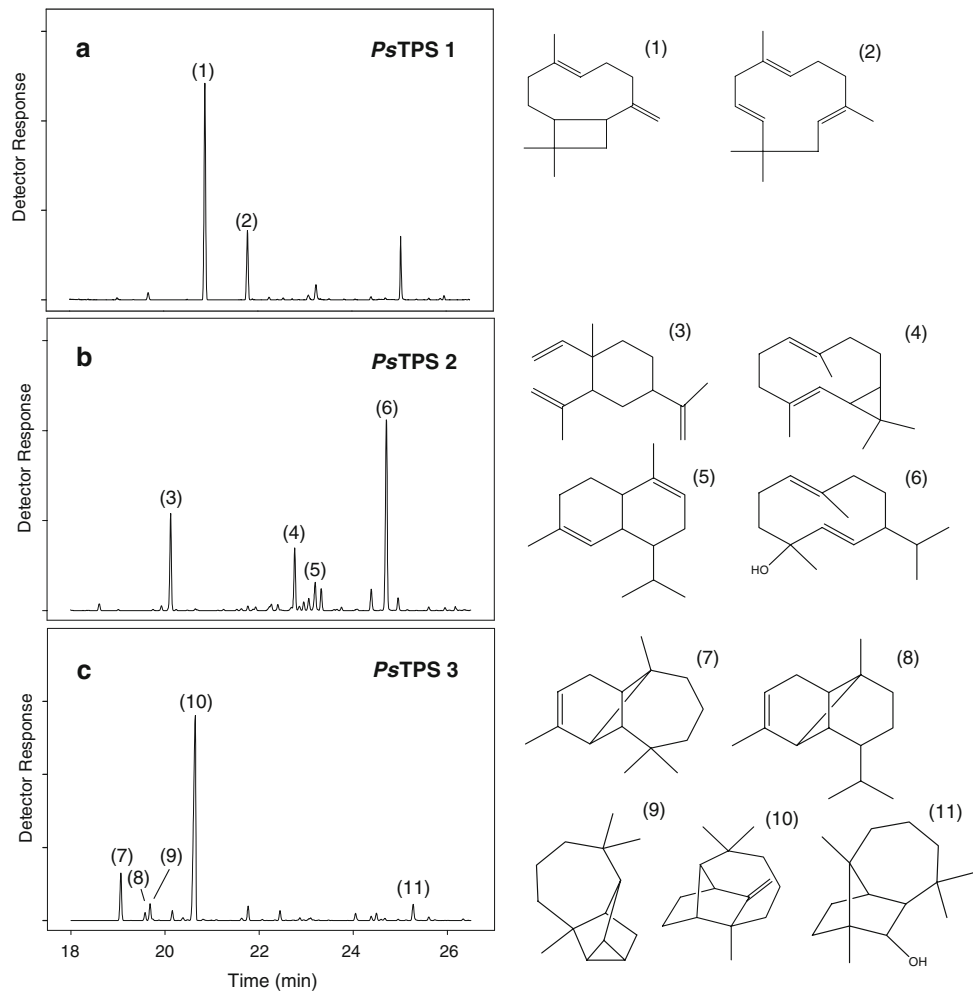 a
PsTPS 1
(1)
(2)
Detector Response
(1)
(2)
b
PsTPS 2
(3)
(4)
(5)
(6)
Detector Response
(3)
(4)
(5)
(6)
HO
c
PsTPS 3
(7)
(8)
(9)
(10)
(11)
Detector Response
18
20
22
24
26
Time (min)
(7)
(8)
(9)
(10)
(11)
OH